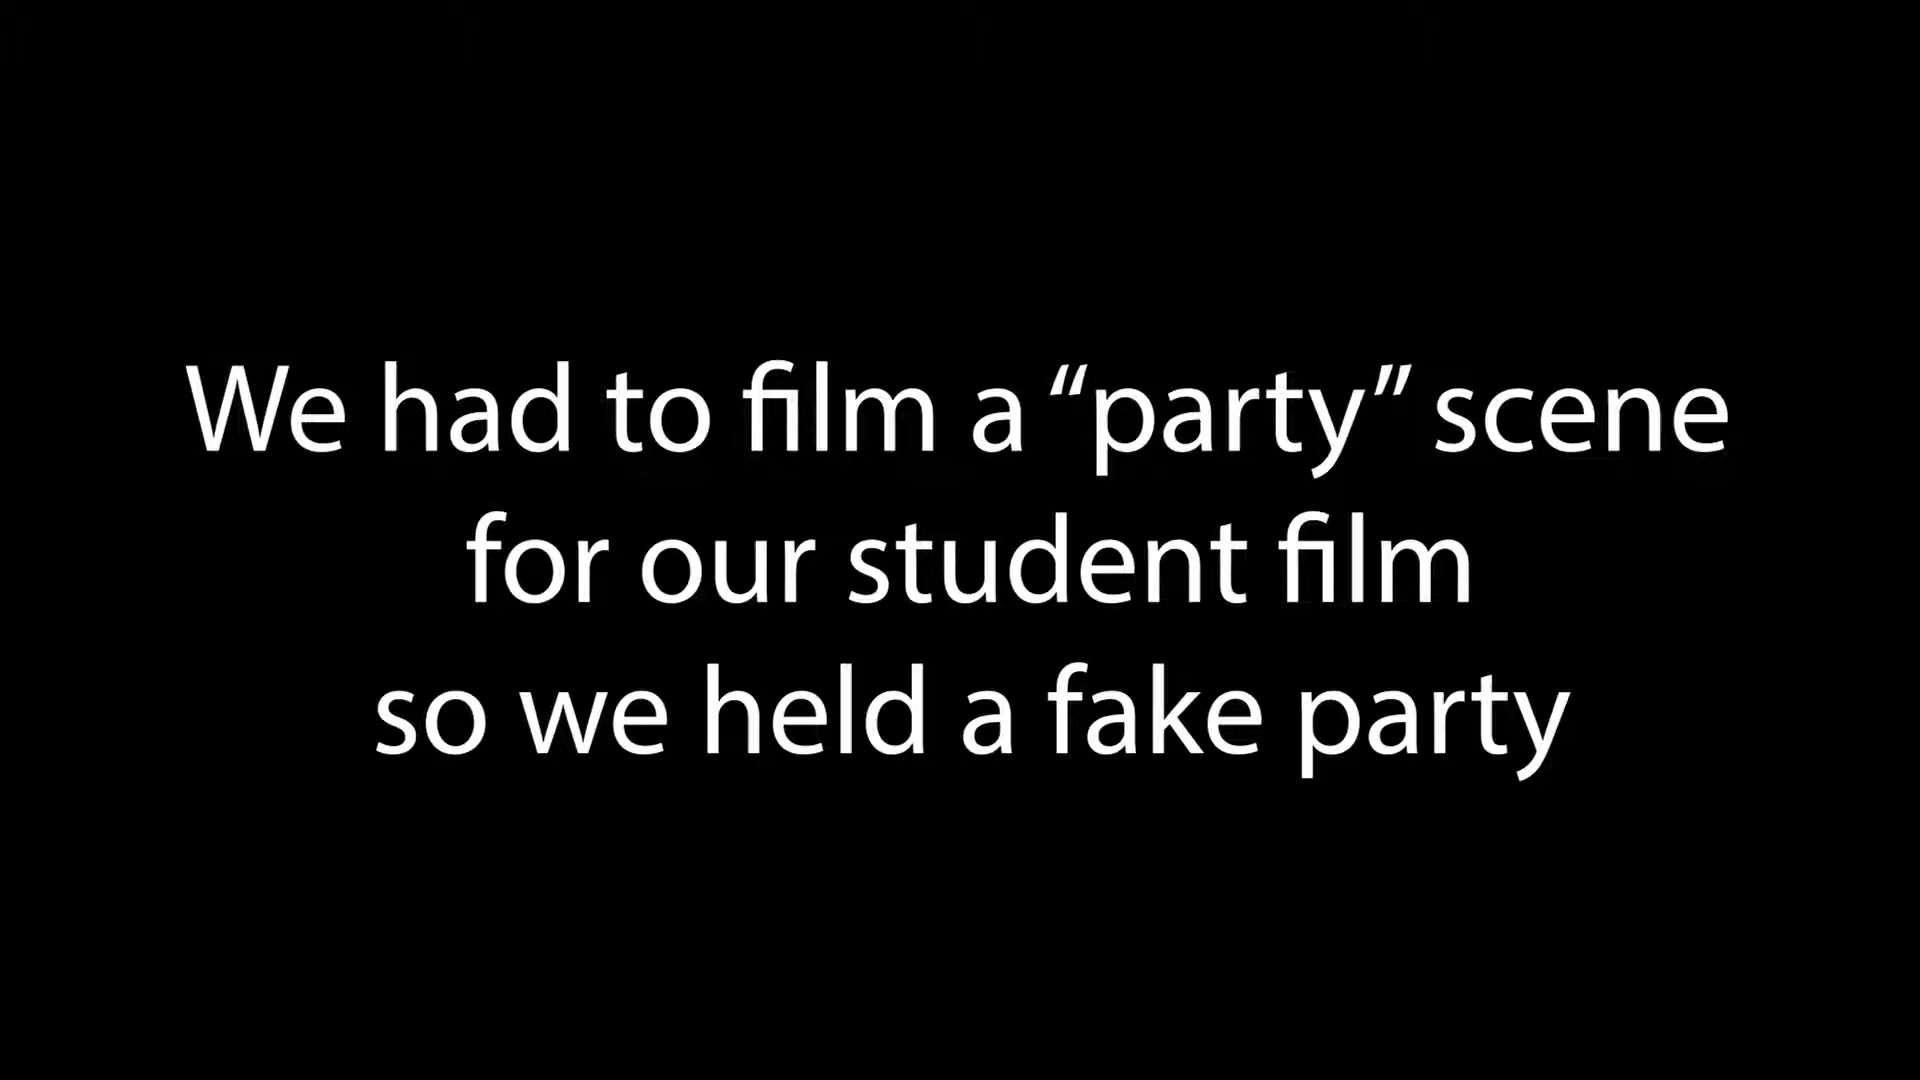 We had to film a “party” scene
for our student film
so we held a fake party